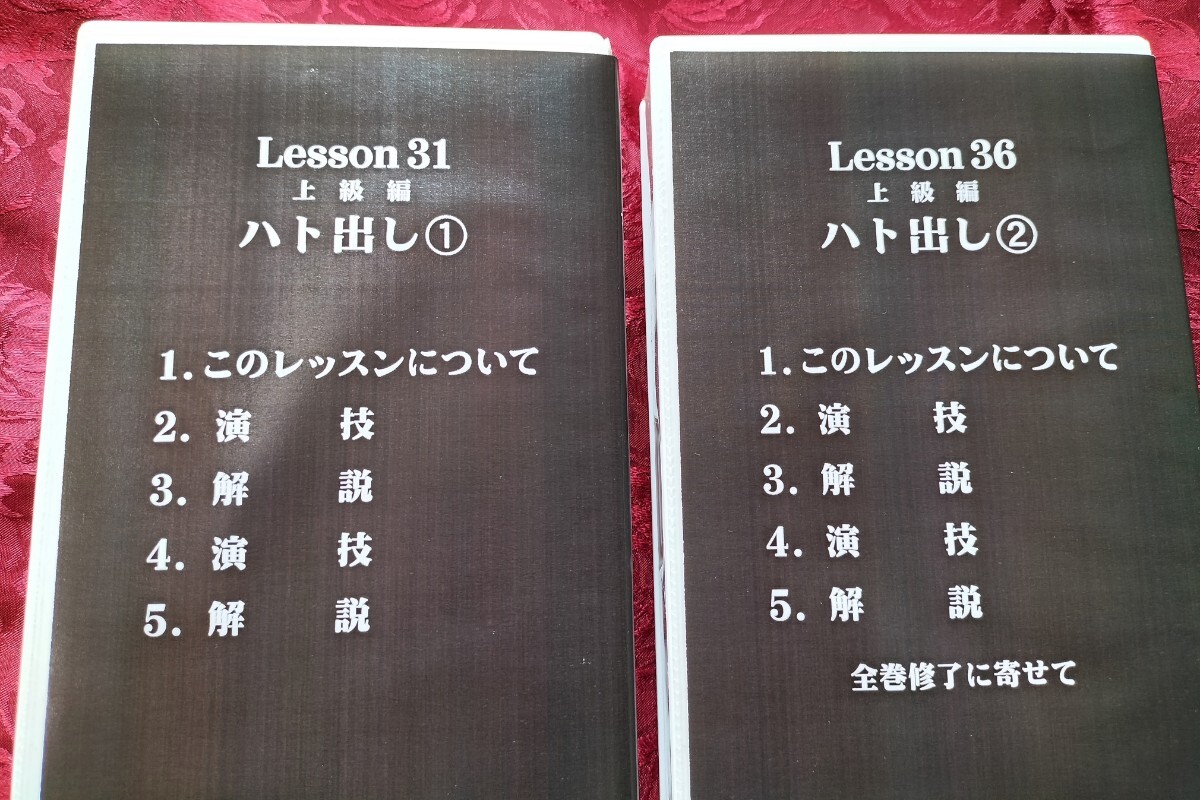 Lesson 31
上級編
ハト出し①
1.このレッスンについて
2. 演 技
3. 解 説
4. 演 技
5. 解 説
Lesson 36
上級編
ハト出し②
1.このレッスンについて
2. 演 技
3. 解 説
4. 演 技
5. 解 説
全巻修了に寄せて